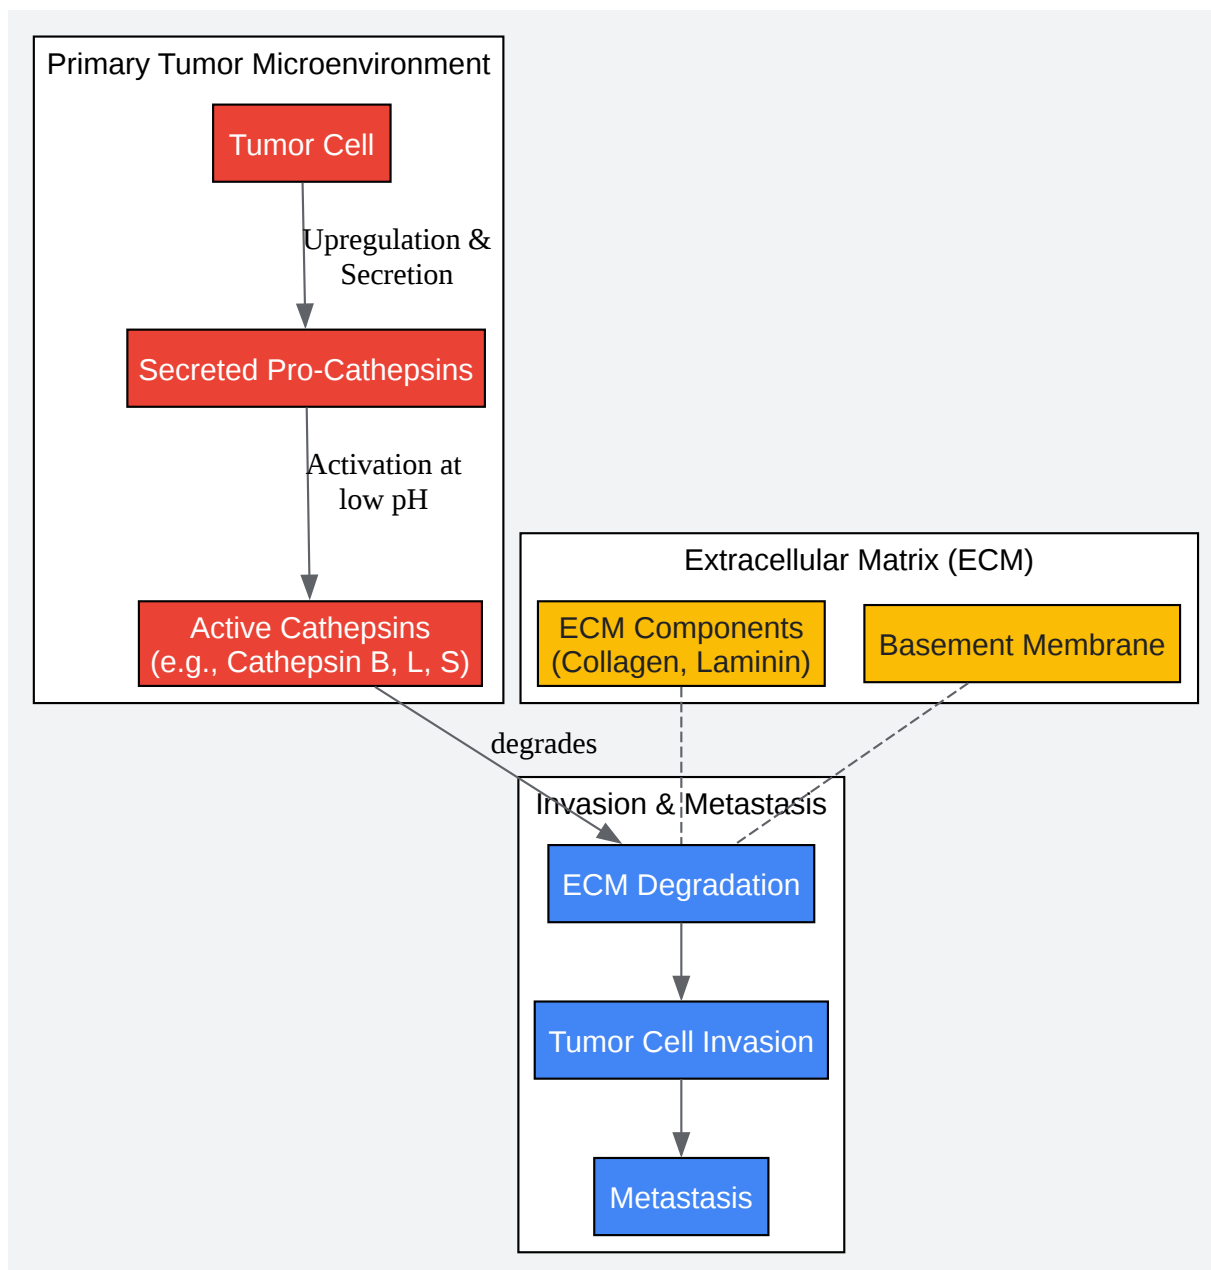 Primary Tumor Microenvironment
Tumor Cell
Upregulation &
Secretion
Secreted Pro-Cathepsins
Activation at
low pH
Active Cathepsins
(e.g., Cathepsin B, L, S)
Extracellular Matrix (ECM)
ECM Components
(Collagen, Laminin)
Basement Membrane
degrades
Invasion & Metastasis
ECM Degradation
Tumor Cell Invasion
Metastasis